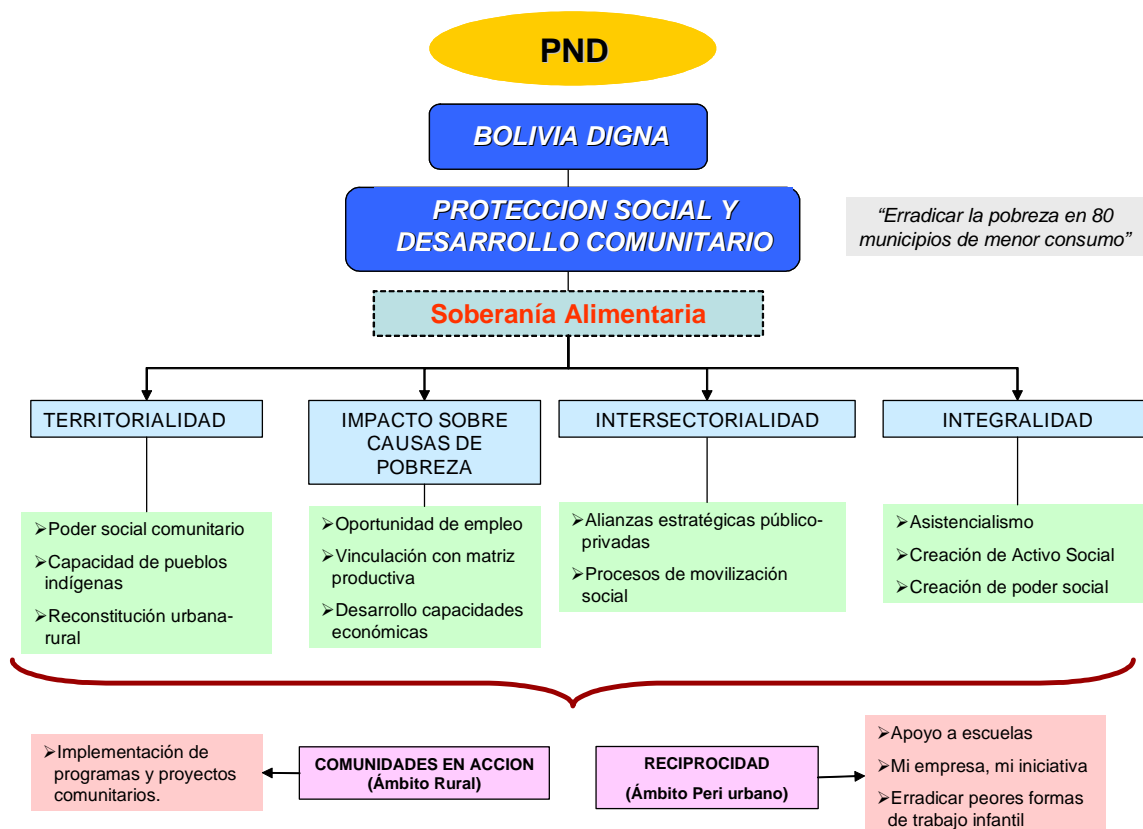 PND
BOLIVIA DIGNA
PROTECCION SOCIAL Y
DESARROLLO COMUNITARIO
“Erradicar la pobreza en 80
municipios de menor consumo”
Soberanía Alimentaria
TERRITORIALIDAD
IMPACTO SOBRE
CAUSAS DE
POBREZA
INTERSECTORIALIDAD
INTEGRALIDAD
➢Poder social comunitario
➢Capacidad de pueblos
indígenas
➢Reconstitución urbana-
rural
➢Oportunidad de empleo
➢Vinculación con matriz
productiva
➢Desarrollo capacidades
económicas
➢Alianzas estratégicas público-
privadas
➢Procesos de movilización
social
➢Asistencialismo
➢Creación de Activo Social
➢Creación de poder social
➢Implementación de
programas y proyectos
comunitarios.
COMUNIDADES EN ACCION
(Ámbito Rural)
RECIPROCIDAD
(Ámbito Peri urbano)
➢Apoyo a escuelas
➢Mi empresa, mi iniciativa
➢Erradicar peores formas
de trabajo infantil